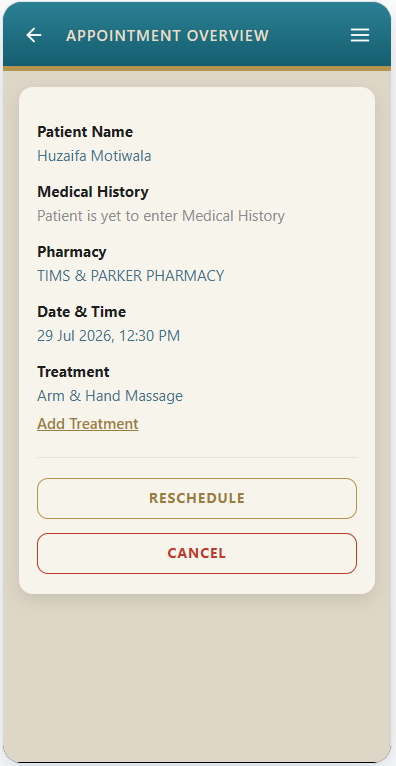 APPOINTMENT OVERVIEW
Patient Name
Huzaifa Motiwala
Medical History
Patient is yet to enter Medical History
Pharmacy
TIMS & PARKER PHARMACY
Date & Time
29 Jul 2026, 12:30 PM
Treatment
Arm & Hand Massage
Add Treatment
RESCHEDULE
CANCEL